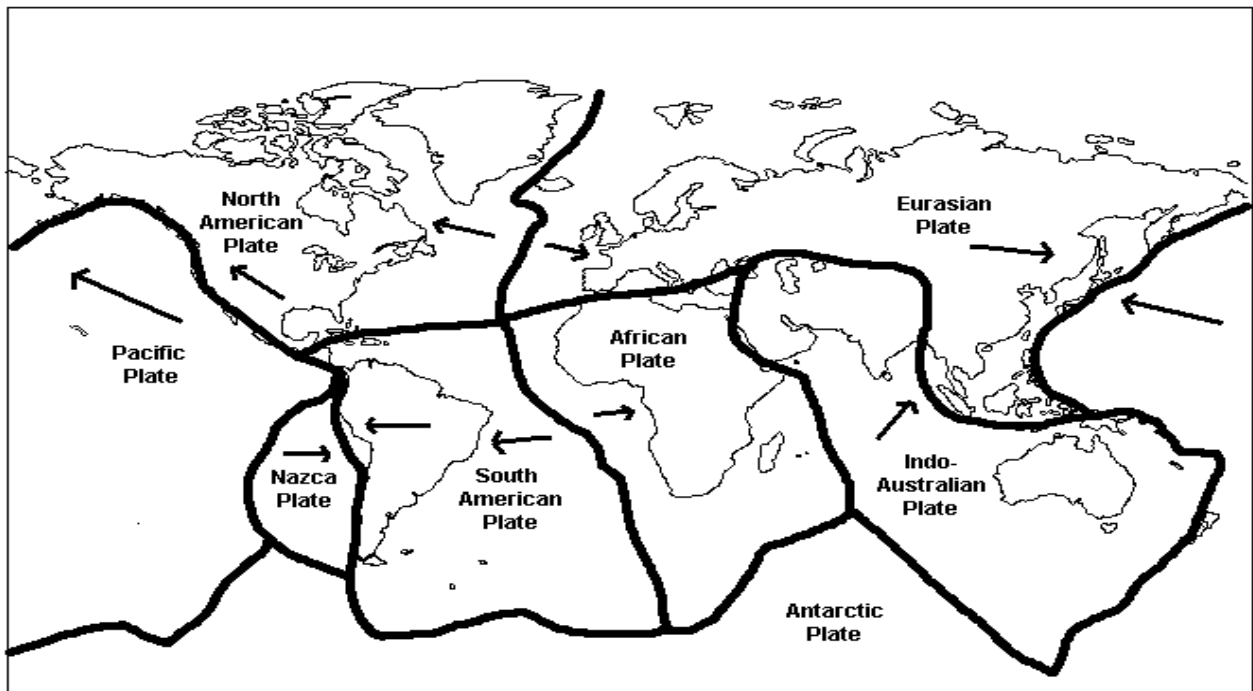 North
American
Plate
Eurasian
Plate
Pacific
Plate
African
Plate
Nazca
Plate
South
American
Plate
Indo-
Australian
Plate
Antarctic
Plate